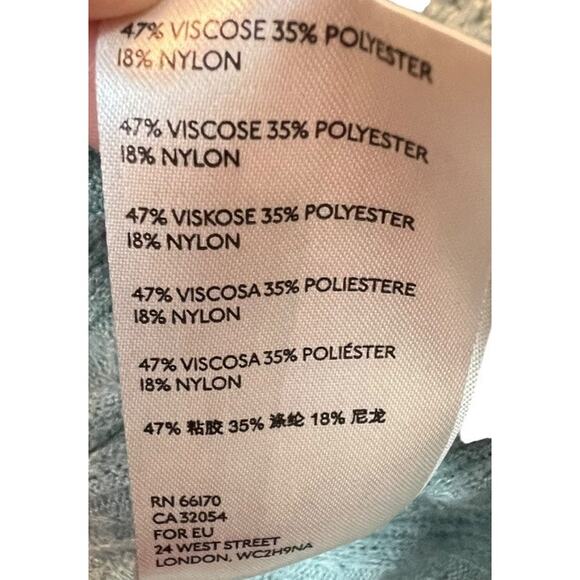 47% VISCOSE 35% POLYESTER
18% NYLON
47% VISCOSE 35% POLYESTER
18% NYLON
47% VISKOSE 35% POLYESTER
18% NYLON
47% VISCOSA 35% POLIESTERE
18% NYLON
47% VISCOSA 35% POLIÉSTER
18% NYLON
47% 粘胶 35% 涤纶 18% 尼龙
RN 66170
CA 32054
FOR EU
24 WEST STREET
LONDON, WC2H9NA